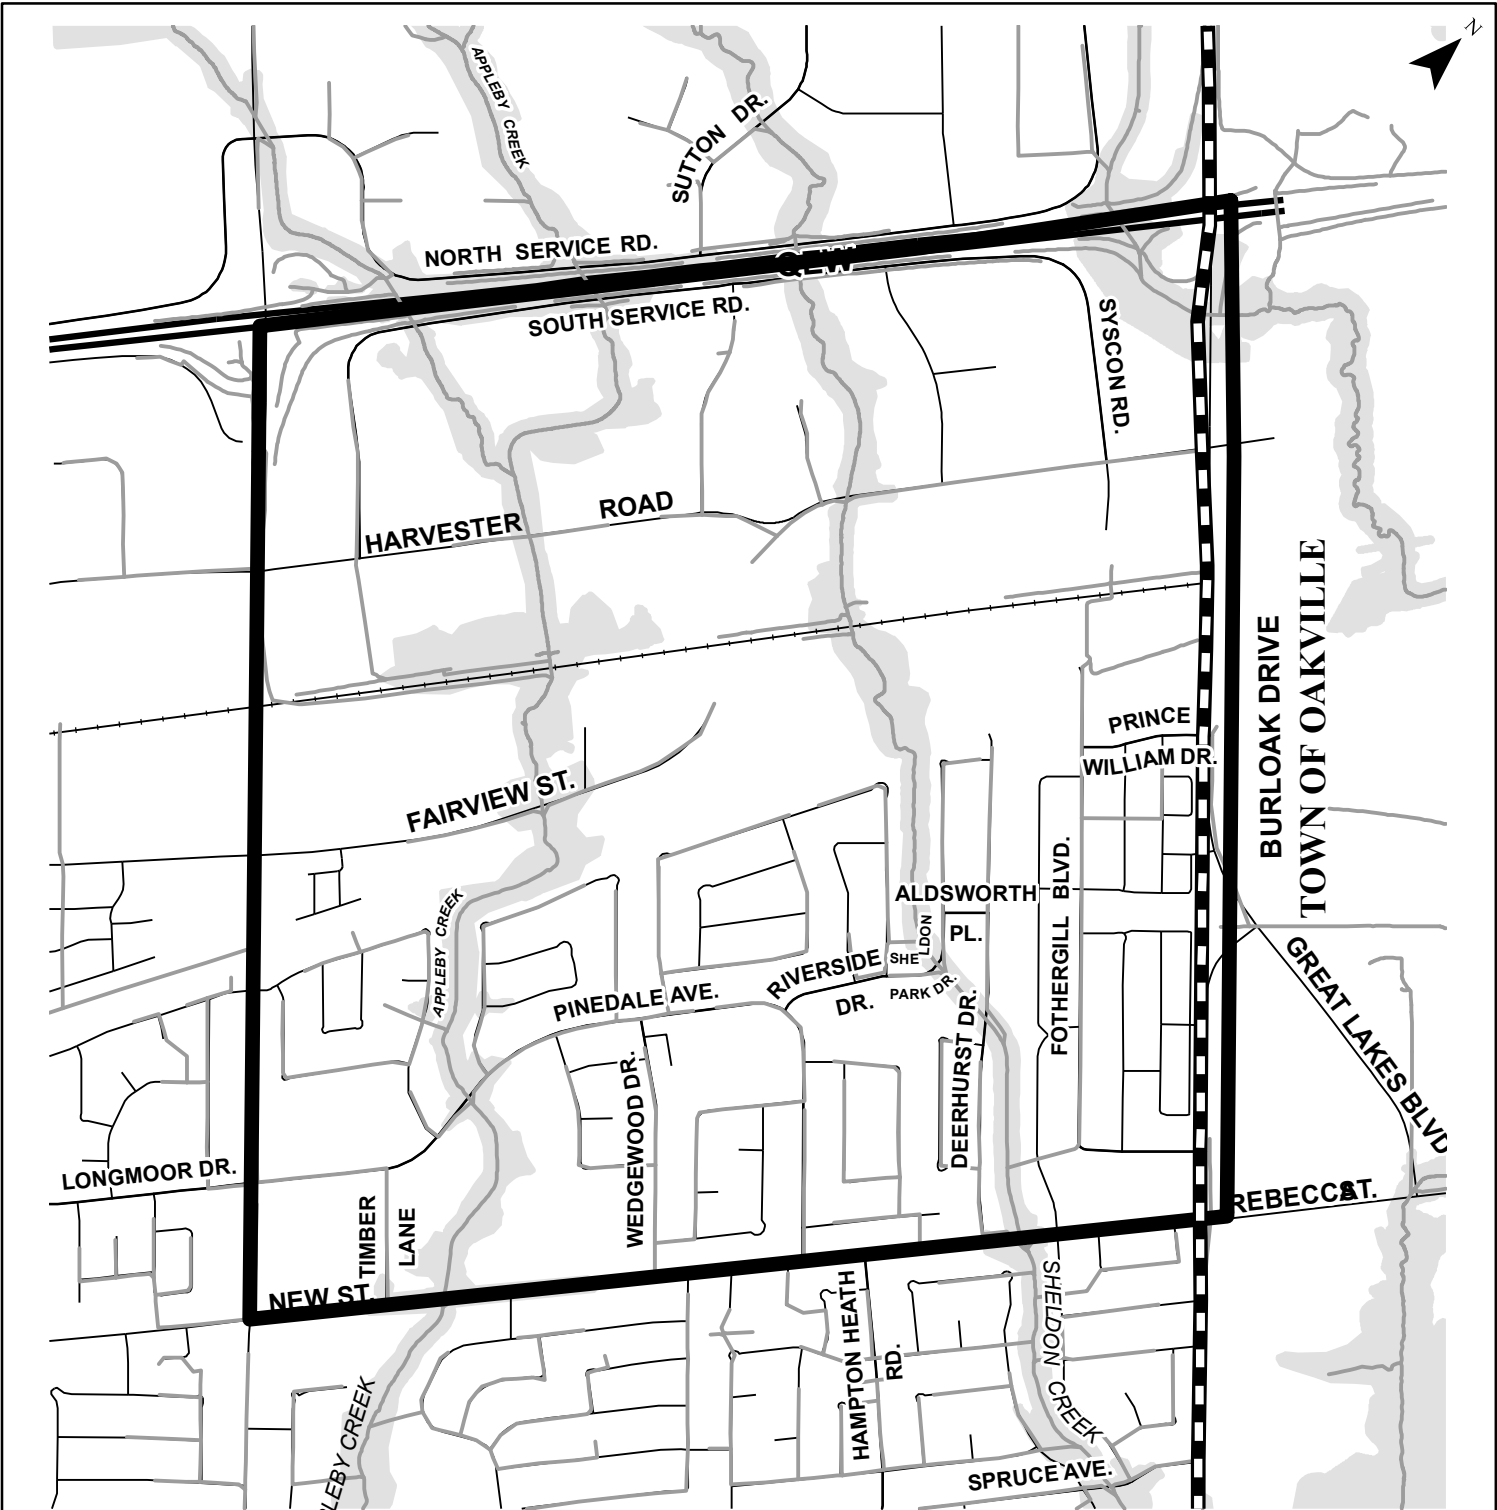 N
APPLEBY CREEK
SUTTON DR.
NORTH SERVICE RD.
QEW
SOUTH SERVICE RD.
SYSCON RD.
HARVESTER ROAD
BURLOAK DRIVE
TOWN OF OAKVILLE
PRINCE
WILLIAM DR.
FAIRVIEW ST.
FOTHERGILL BLVD.
ALDSWORTH
PL.
APPLEBY CREEK
SHELDON
PARK DR.
RIVERSIDE
DR.
PINEDALE AVE.
GREAT LAKES BLVD
DEERHURST DR.
WEDGEWOOD DR.
LONGMOOR DR.
TIMBER
LANE
REBECCA ST.
NEW ST.
HAMPTON HEATH
RD.
SHELDON CREEK
LEBY CREEK
SPRUCE AVE.